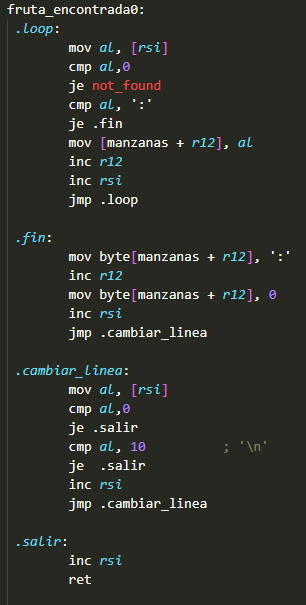 fruta_encontrada0:
.loop:
mov al, [rsi]
cmp al,0
je not_found
cmp al, ':'
je .fin
mov [manzanas + r12], al
inc r12
inc rsi
jmp .loop
.fin:
mov byte[manzanas + r12], ':'
inc r12
mov byte[manzanas + r12], 0
inc rsi
jmp .cambiar_linea
.cambiar_linea:
mov al, [rsi]
cmp al,0
je .salir
cmp al, 10 ; '\n'
je  .salir
inc rsi
jmp .cambiar_linea
.salir:
inc rsi
ret